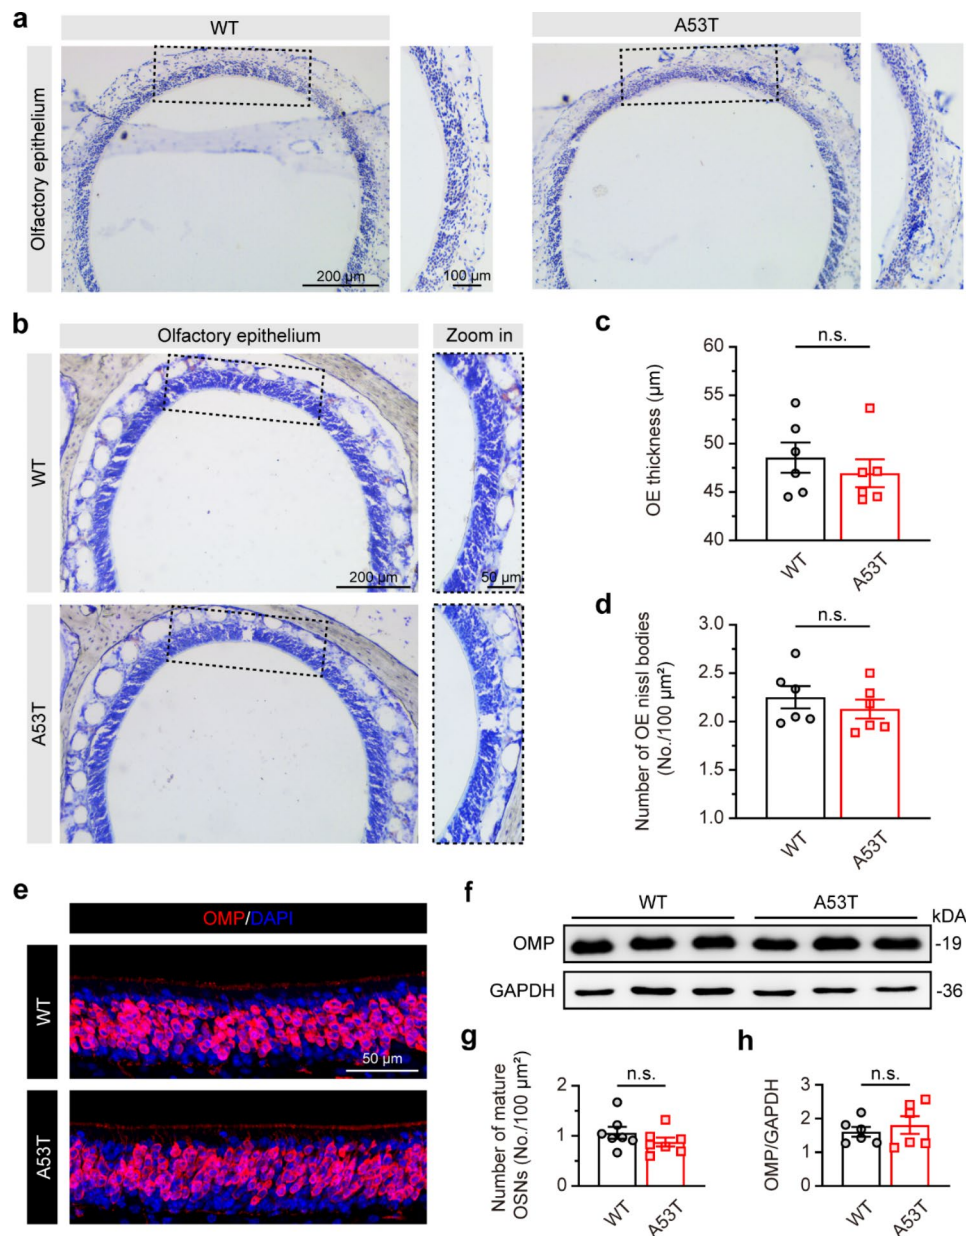 a
WT
A53T
Olfactory epithelium
200 µm
100 µm
b
Olfactory epithelium
Zoom in
WT
200 µm
50 µm
A53T
c
n.s.
OE thickness (µm)
60
55
50
45
40
WT
A53T
d
n.s.
Number of OE nissl bodies
(No./100 µm²)
3.0
2.5
2.0
1.5
1.0
WT
A53T
e
OMP/DAPI
WT
50 µm
A53T
f
WT
A53T
kDA
OMP
-19
GAPDH
-36
g
n.s.
Number of mature
OSNs (No./100 µm²)
2
1
0
WT
A53T
h
n.s.
OMP/GAPDH
3
2
1
0
WT
A53T